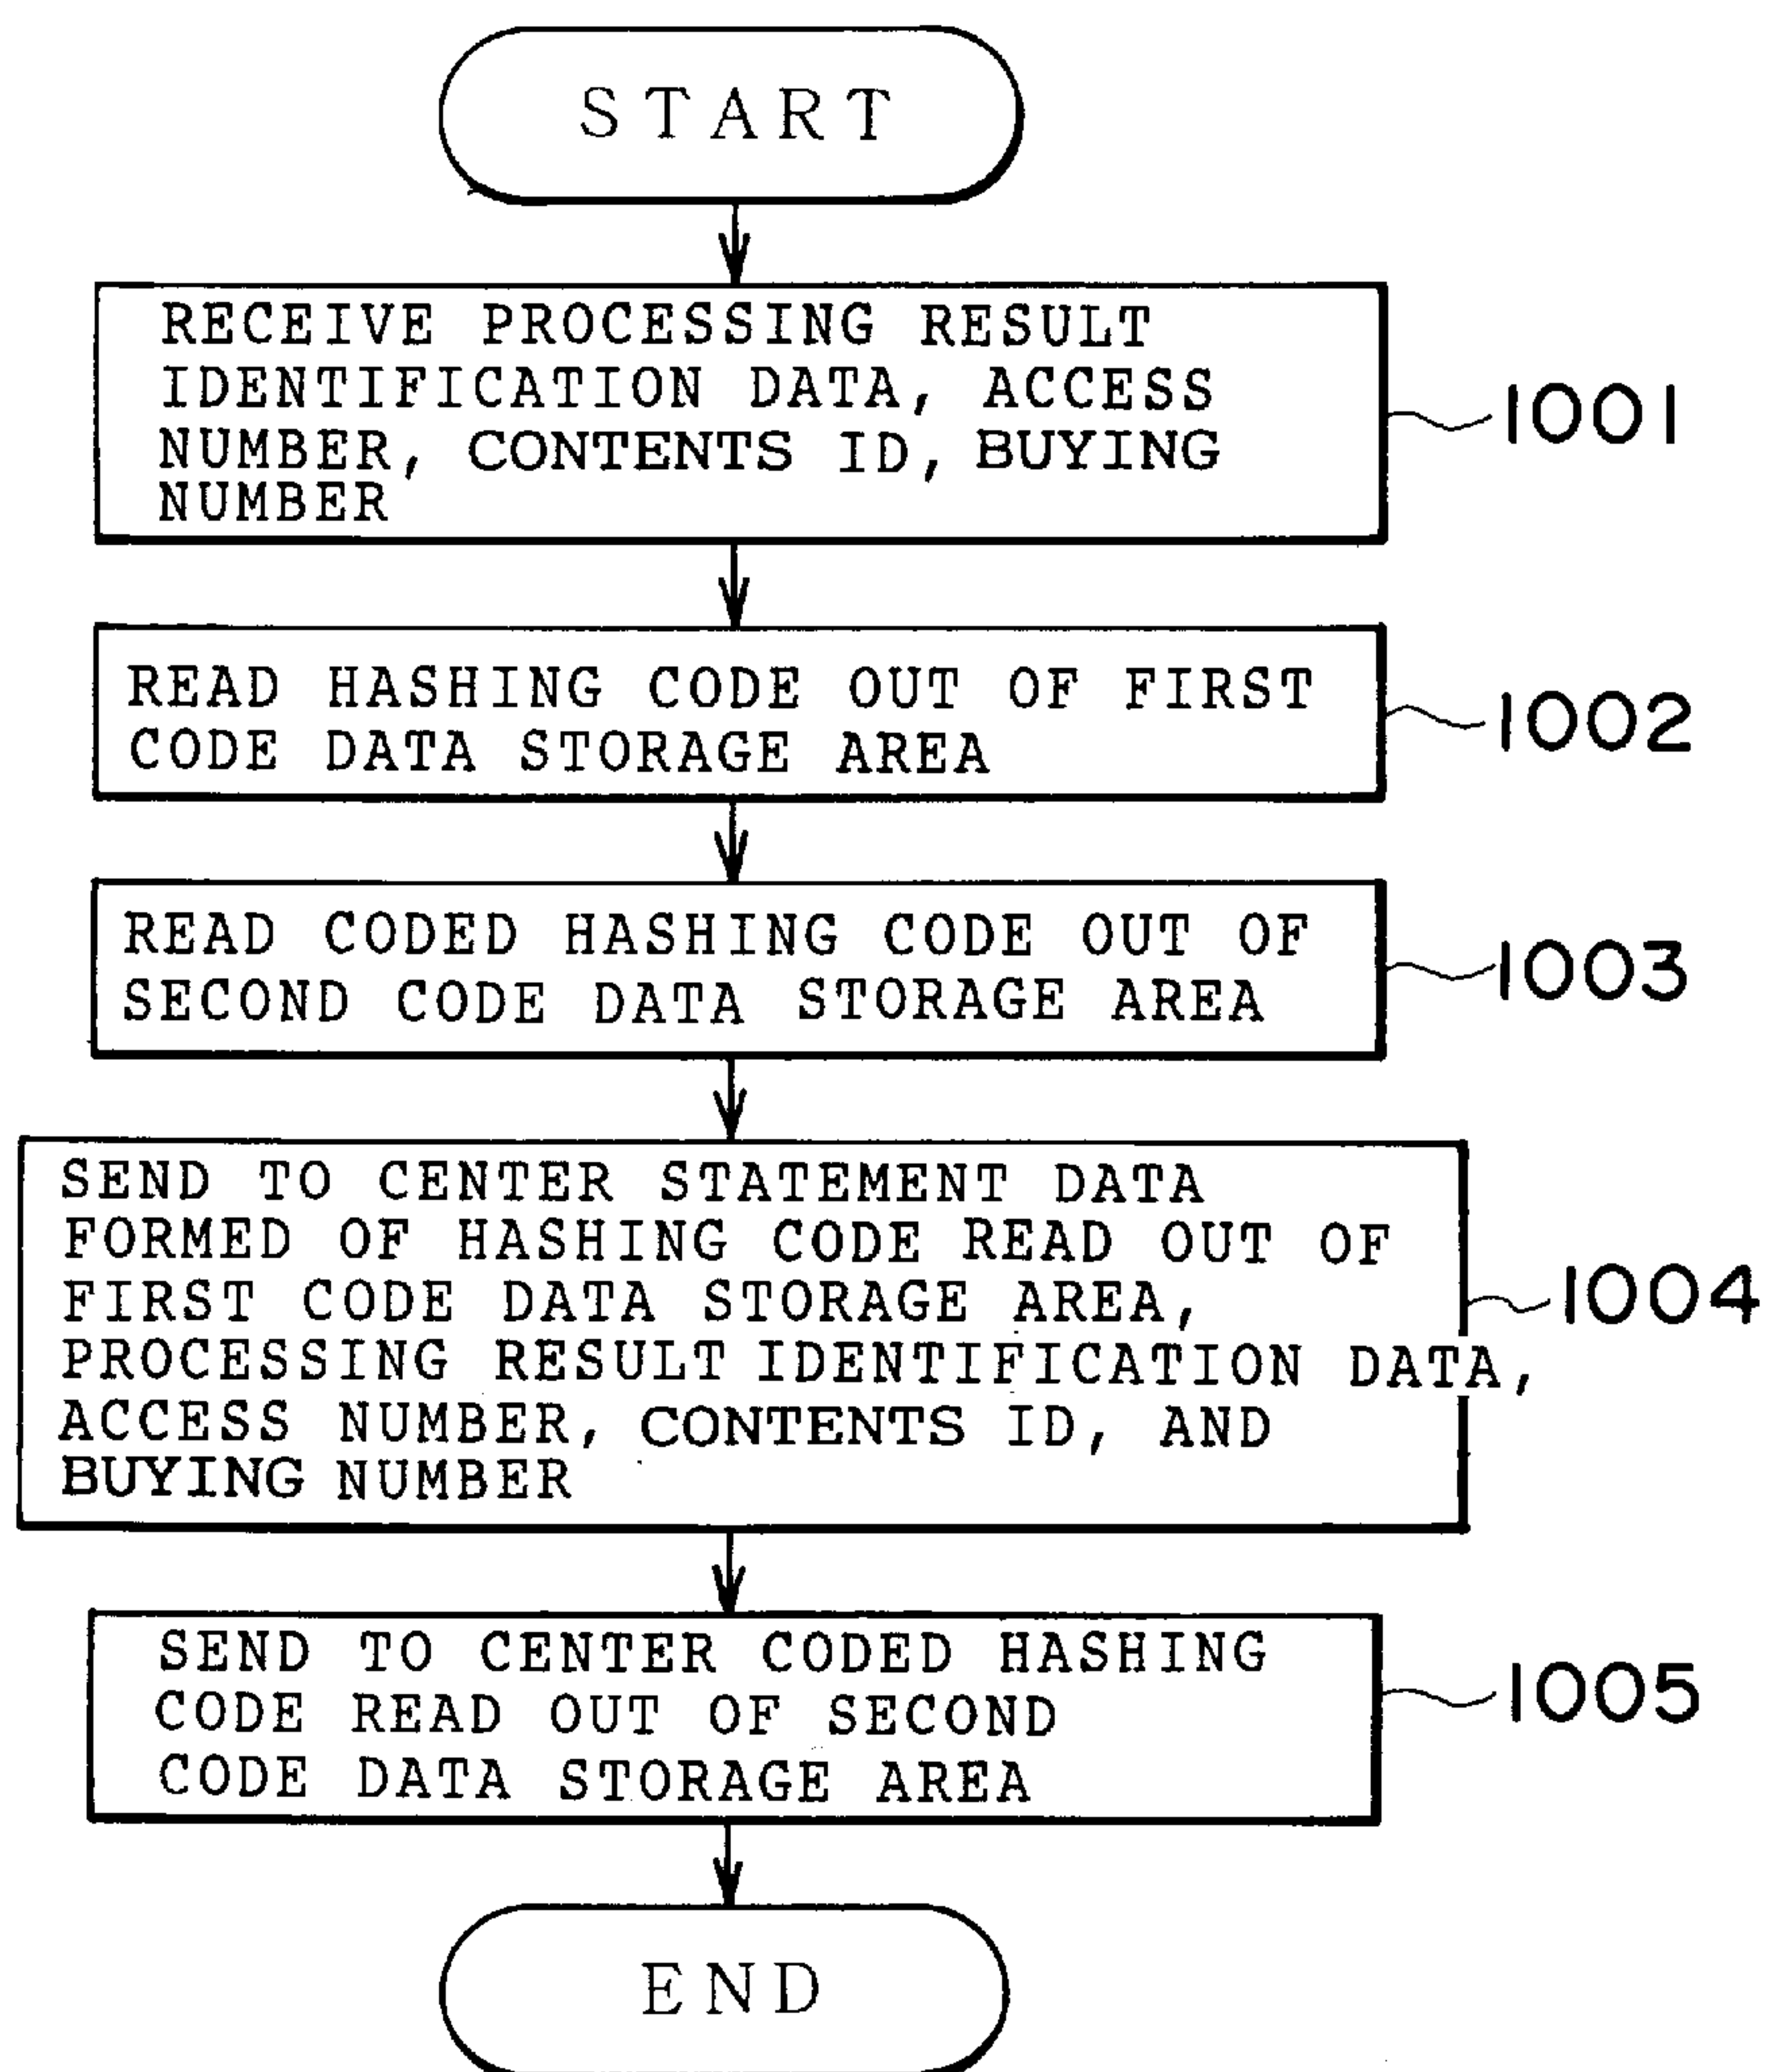 START
RECEIVE PROCESSING RESULT
IDENTIFICATION DATA, ACCESS
NUMBER, CONTENTS ID, BUYING
NUMBER
1001
READ HASHING CODE OUT OF FIRST
CODE DATA STORAGE AREA
1002
READ CODED HASHING CODE OUT OF
SECOND CODE DATA STORAGE AREA
1003
SEND TO CENTER STATEMENT DATA
FORMED OF HASHING CODE READ OUT OF
FIRST CODE DATA STORAGE AREA,
PROCESSING RESULT IDENTIFICATION DATA,
ACCESS NUMBER, CONTENTS ID, AND
BUYING NUMBER
1004
SEND TO CENTER CODED HASHING
CODE READ OUT OF SECOND
CODE DATA STORAGE AREA
1005
END